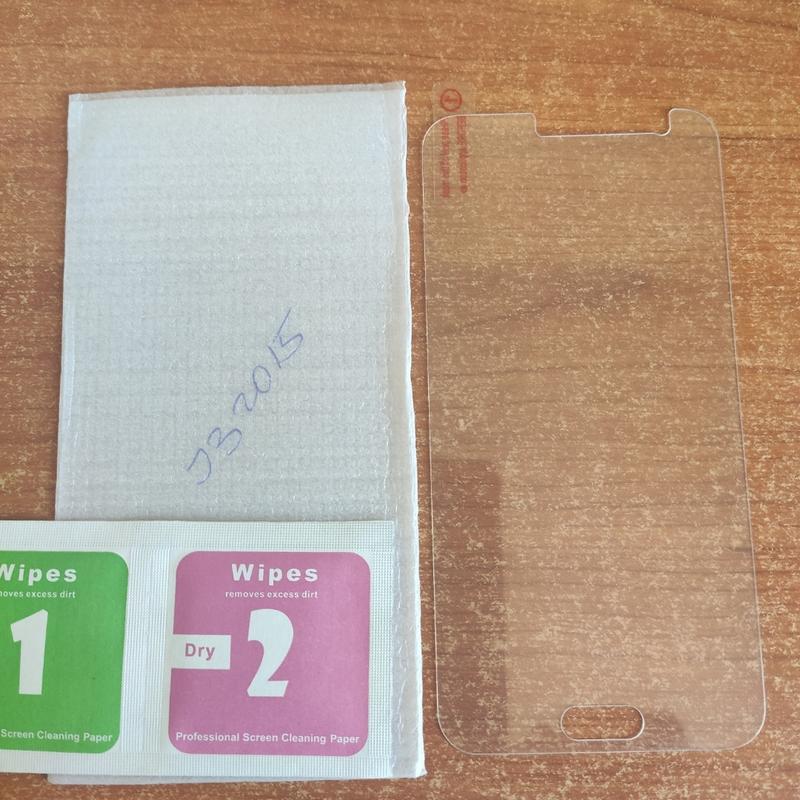 J3 2015
Wipes
moves excess dirt
1
Screen Cleaning Paper
Wipes
removes excess dirt
Dry
2
Professional Screen Cleaning Paper